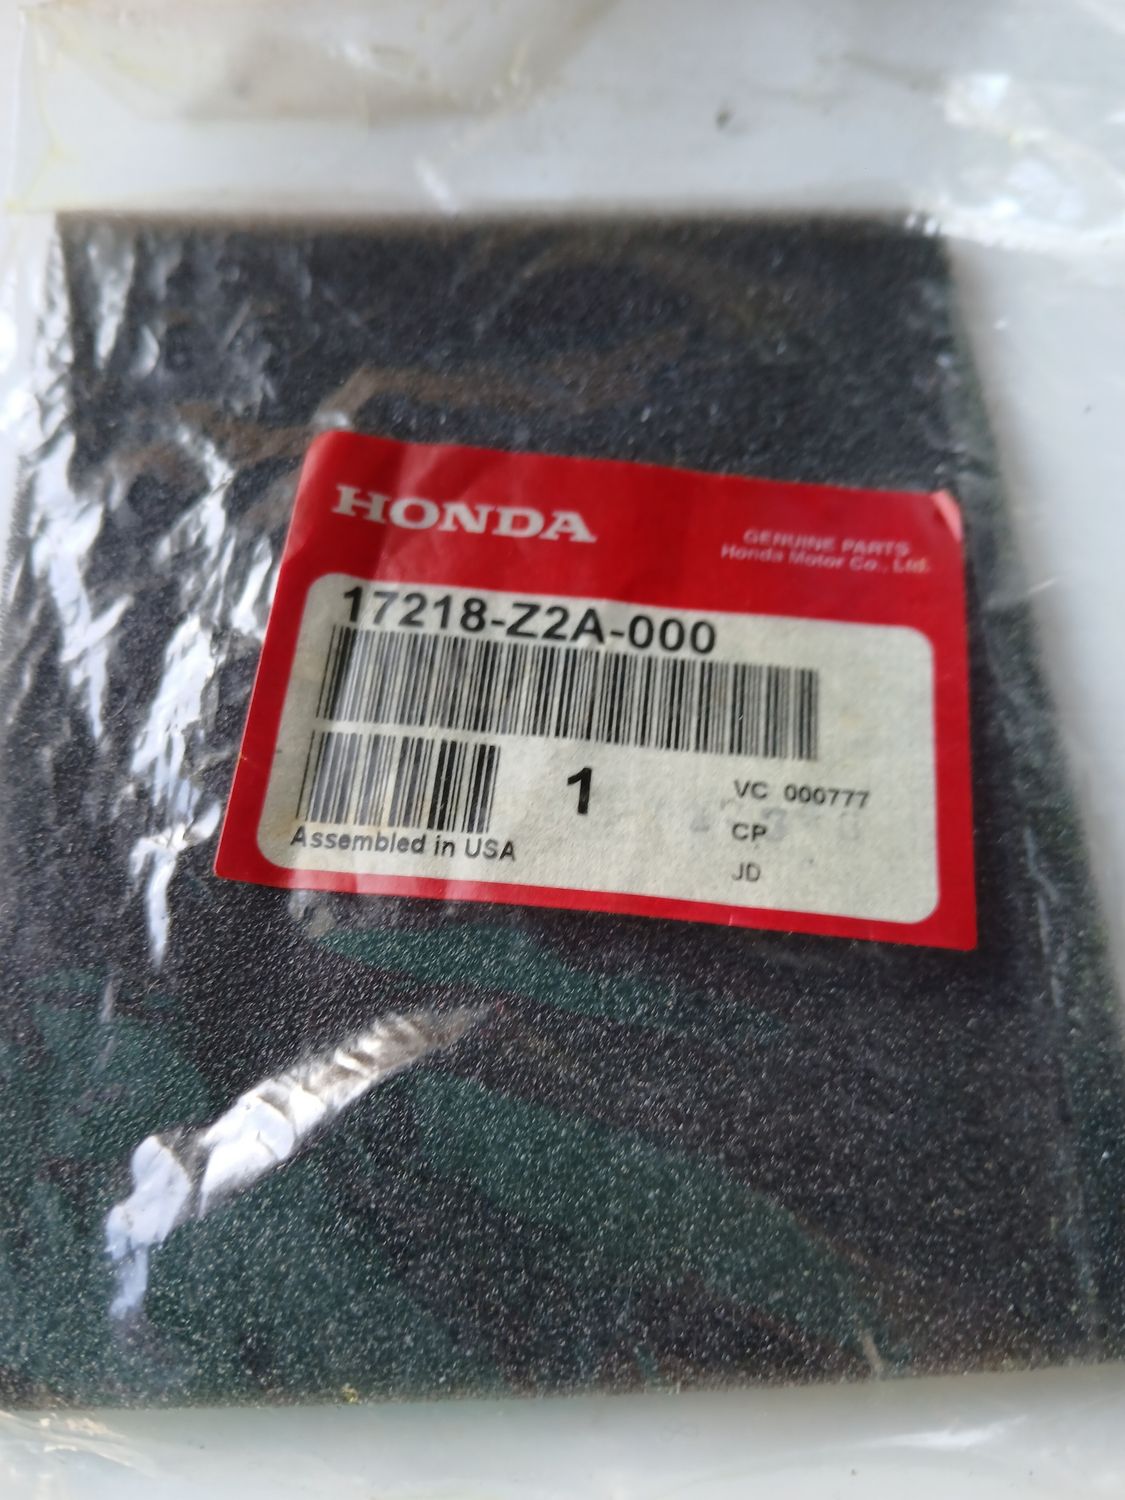 HONDA
GENUINE PARTS
Honda Motor Co., Ltd.
17218-Z2A-000
1
VC 000777
CP
JD
Assembled in USA